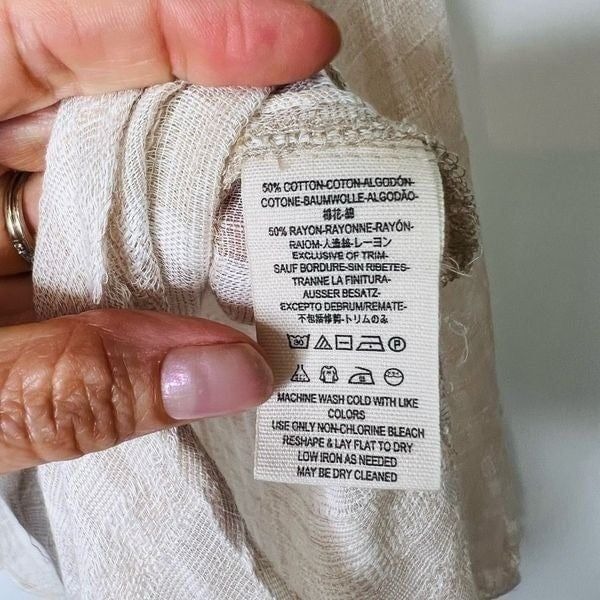 50% COTTON-COTON-ALGODÓN-
COTONE-BAUMWOLLE-ALGODÃO-
棉花-綿
50% RAYON-RAYONNE-RAYÓN-
RAIOM-人造絲-レーヨン
EXCLUSIVE OF TRIM-
SAUF BORDURE-SIN RIBETES-
TRANNE LA FINITURA-
AUSSER BESATZ-
EXCEPTO DEBRUM/REMATE-
不包括修剪-トリムのみ
MACHINE WASH COLD WITH LIKE
COLORS
USE ONLY NON-CHLORINE BLEACH
RESHAPE & LAY FLAT TO DRY
LOW IRON AS NEEDED
MAY BE DRY CLEANED